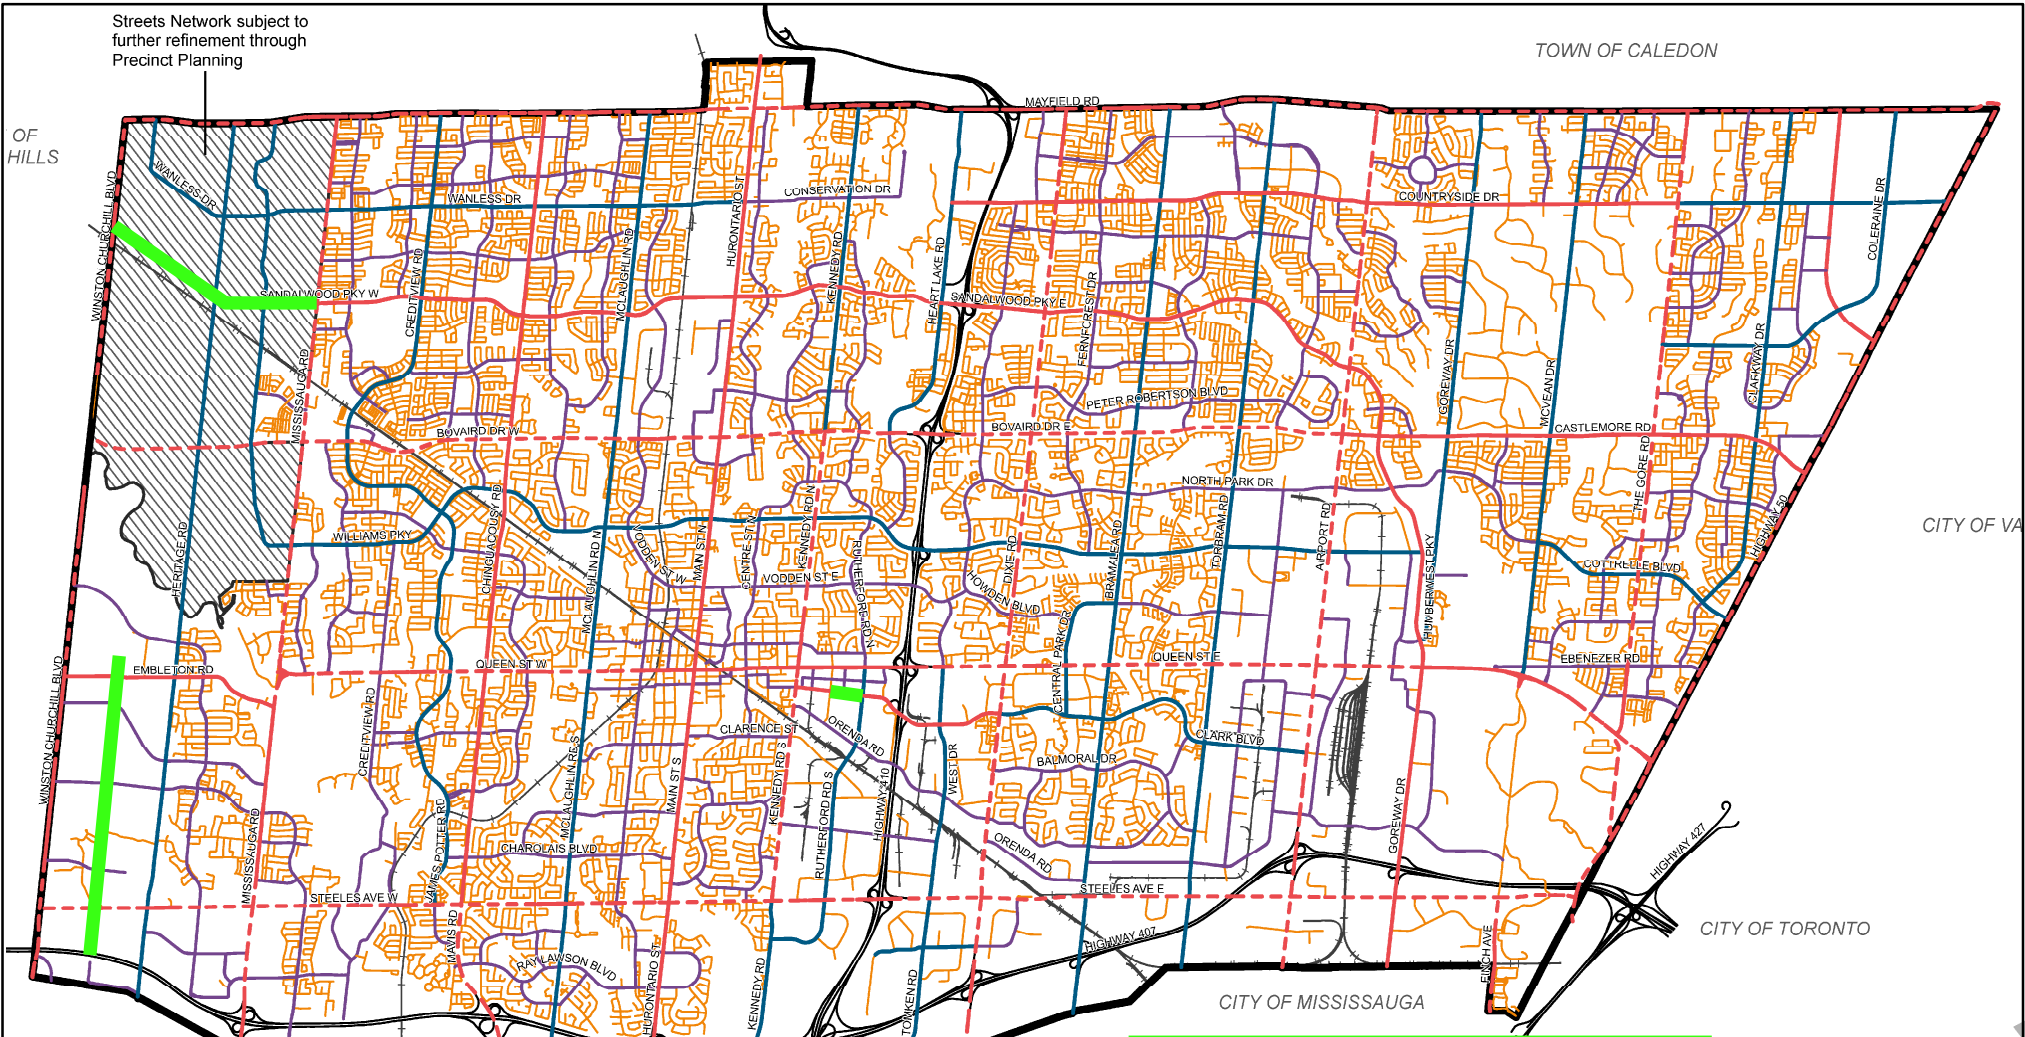 Streets Network subject to
further refinement through
Precinct Planning
TOWN OF CALEDON
OF
HILLS
MAYFIELD RD
WANLESS DR
WANLESS DR
CONSERVATION DR
COUNTRYSIDE DR
COLERAINE DR
WINSTON CHURCHILL BLVD
HURONTARIO ST
MCLAUGHLIN RD
CREDITVIEW RD
KENNEDY RD
HEART LAKE RD
SANDALWOOD PKY W
SANDALWOOD PKY E
FERNFOREST DR
GOREWAY DR
MCVEAN DR
CLARKWAY DR
MISSISSAUGA RD
PETER ROBERTSON BLVD
BOVAIRD DR W
BOVAIRD DR E
CASTLEMORE RD
THE GORE RD
NORTH PARK DR
HIGHWAY 50
CITY OF VA
HERITAGE RD
WILLIAMS PKY
CHINGUACOUSY RD
MCLAUGHLIN RD N
VODDEN ST W
MAIN ST N
CENTRE ST N
KENNEDY RD N
VODDEN ST E
RUTHERFORD RD N
HOWDEN BLVD
DIXIE RD
BRAMALEA RD
TORBRAM RD
AIRPORT RD
HUMBERWEST PKY
COTTRELLE BLVD
CENTRAL PARK DR
EMBLETON RD
QUEEN ST W
QUEEN ST E
EBENEZER RD
WINSTON CHURCHILL BLVD
CREDITVIEW RD
CLARENCE ST
ORENDA RD
CLARK BLVD
BALMORAL DR
WEST DR
MCLAUGHLIN RD S
MAIN ST S
KENNEDY RD S
RUTHERFORD RD S
HIGHWAY 410
GOREWAY DR
MISSISSAUGA RD
JAMES POTTER RD
CHAROLAIS BLVD
ORENDA RD
HIGHWAY 427
STEELES AVE W
STEELES AVE E
MAVIS RD
RAY LAWSON BLVD
HURONTARIO ST
KENNEDY RD
TOMKEN RD
HIGHWAY 407
FINCH AVE
CITY OF TORONTO
CITY OF MISSISSAUGA